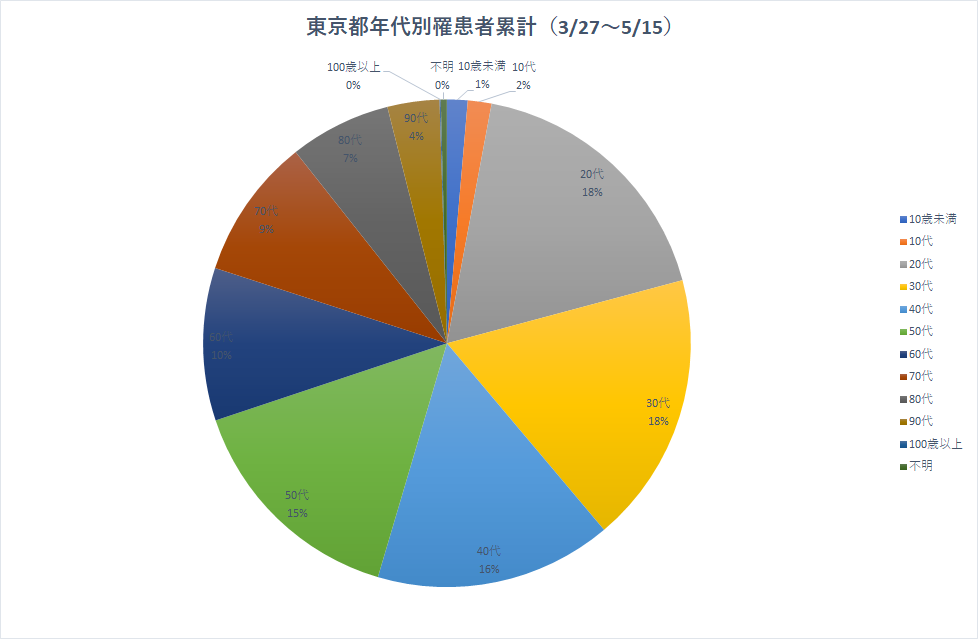 東京都年代別罹患者累計（3/27～5/15）
100歳以上
0%
不明
0%
10歳未満
1%
10代
2%
20代
18%
30代
18%
40代
16%
50代
15%
60代
10%
70代
9%
80代
7%
90代
4%
10歳未満
10代
20代
30代
40代
50代
60代
70代
80代
90代
100歳以上
不明